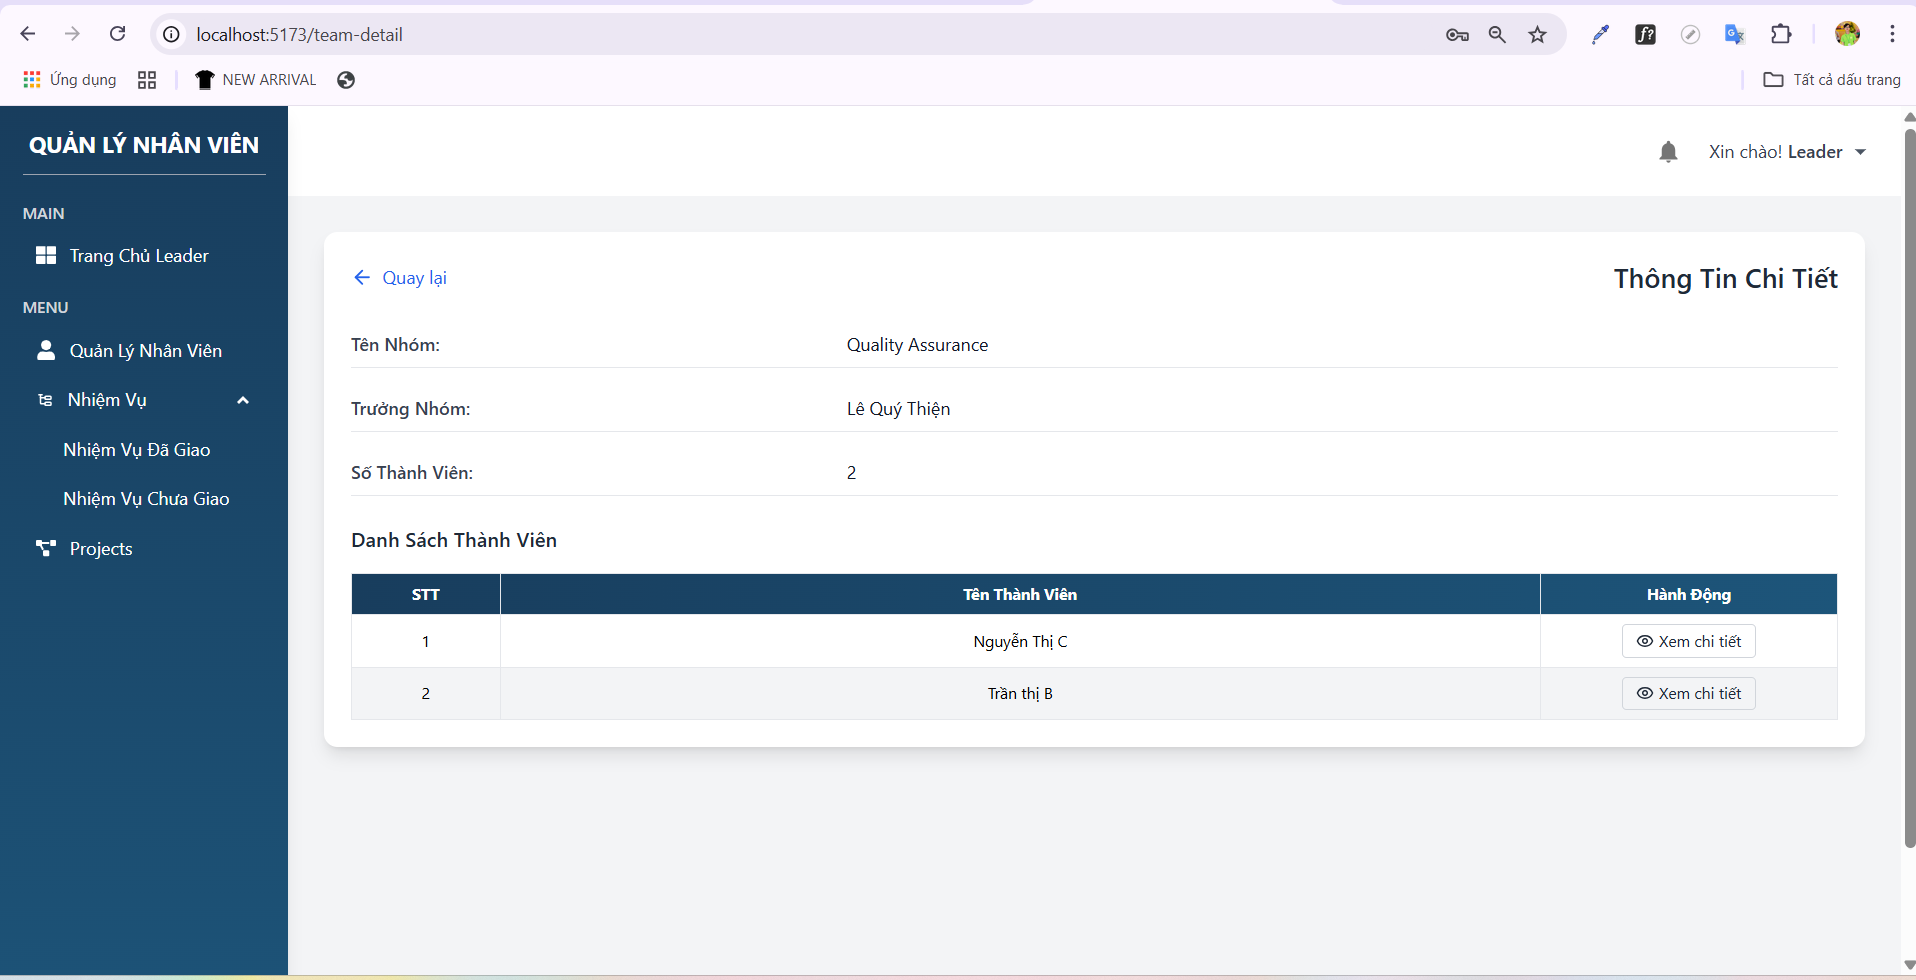 localhost:5173/team-detail
Ứng dụng
NEW ARRIVAL
Tất cả dấu trang
QUẢN LÝ NHÂN VIÊN
MAIN
Trang Chủ Leader
MENU
Quản Lý Nhân Viên
Nhiệm Vụ
Nhiệm Vụ Đã Giao
Nhiệm Vụ Chưa Giao
Projects
Xin chào! Leader
Quay lại
Thông Tin Chi Tiết
Tên Nhóm: Quality Assurance
Trưởng Nhóm: Lê Quý Thiện
Số Thành Viên: 2
Danh Sách Thành Viên
STT Tên Thành Viên Hành Động
1 Nguyễn Thị C Xem chi tiết
2 Trần thị B Xem chi tiết